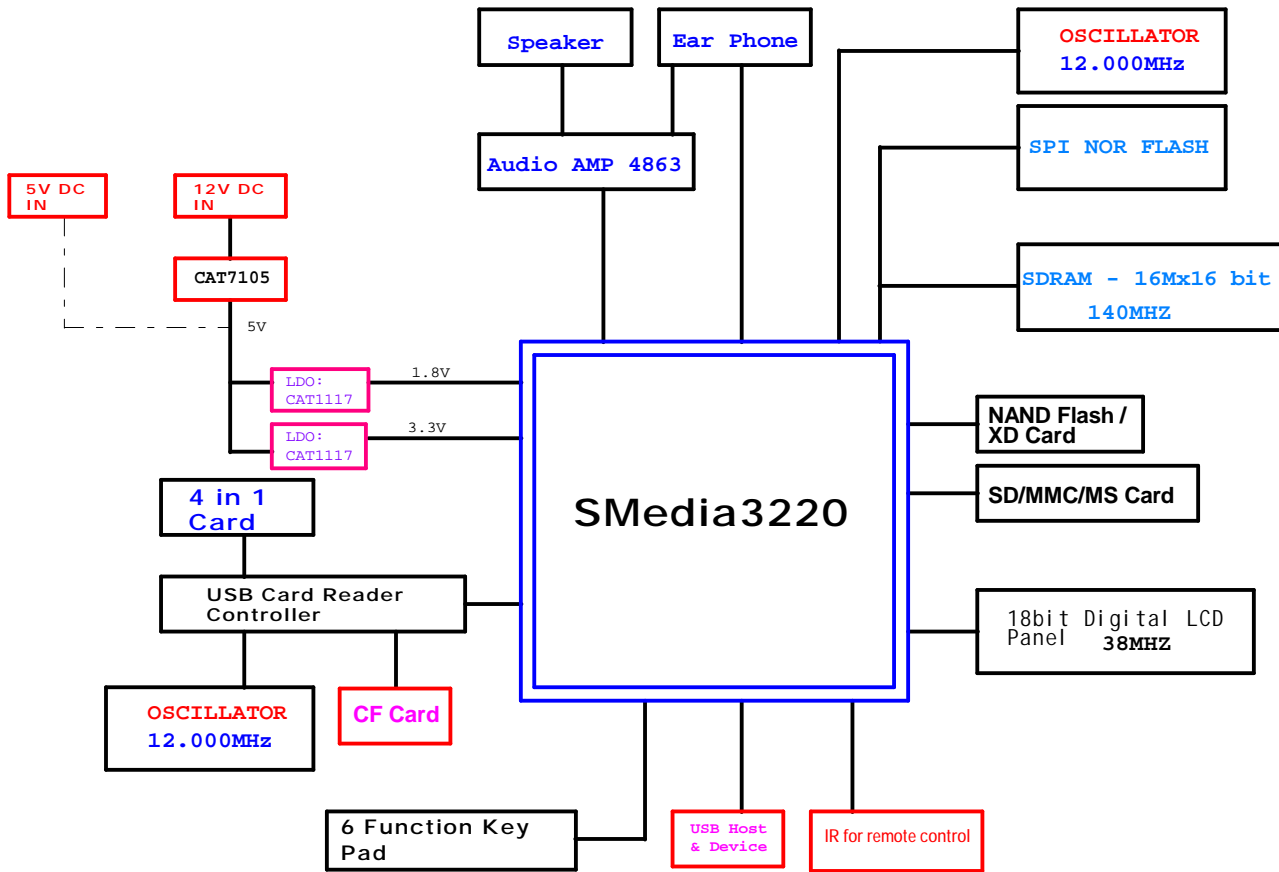 Speaker
Ear Phone
OSCILLATOR
12.000MHz
SPI NOR FLASH
Audio AMP 4863
5V DC
IN
12V DC
IN
CAT7105
SDRAM - 16Mx16 bit
140MHZ
5V
LDO:
CAT1117
1.8V
LDO:
CAT1117
3.3V
NAND Flash /
XD Card
4 in 1
Card
SD/MMC/MS Card
SMedia3220
USB Card Reader
Controller
18bit Digital LCD
Panel 38MHZ
OSCILLATOR
12.000MHz
CF Card
6 Function Key
Pad
USB Host
& Device
IR for remote control